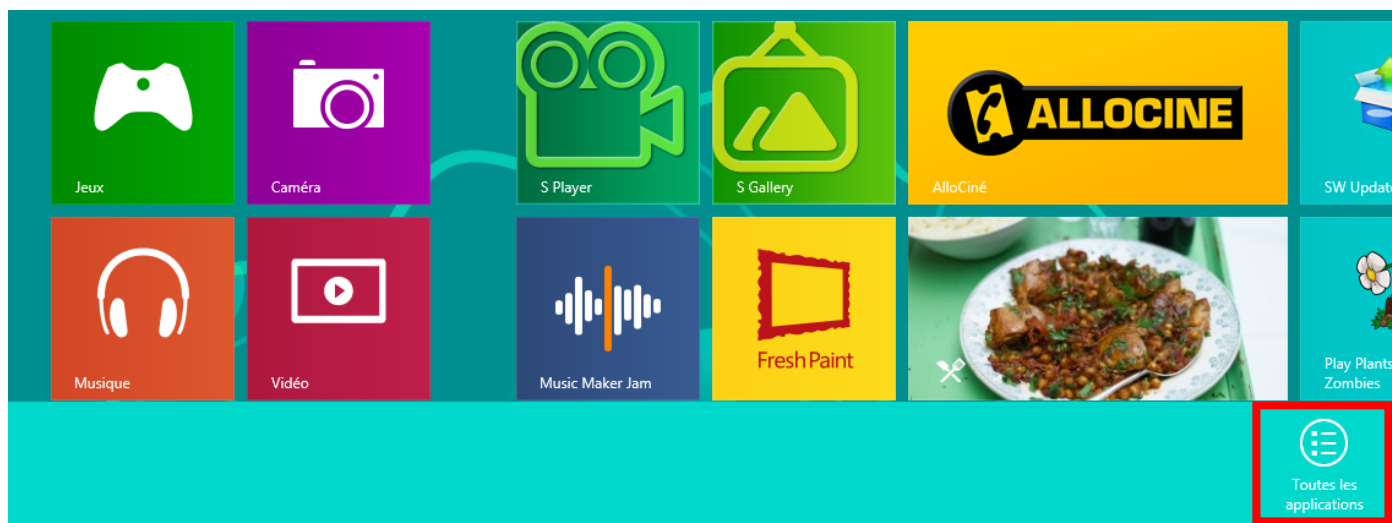 Jeux
Caméra
S Player
S Gallery
ALLOCINE
AlloCiné
SW Update
Musique
Vidéo
Music Maker Jam
Fresh Paint
Play Plants
Zombies
Toutes les
applications